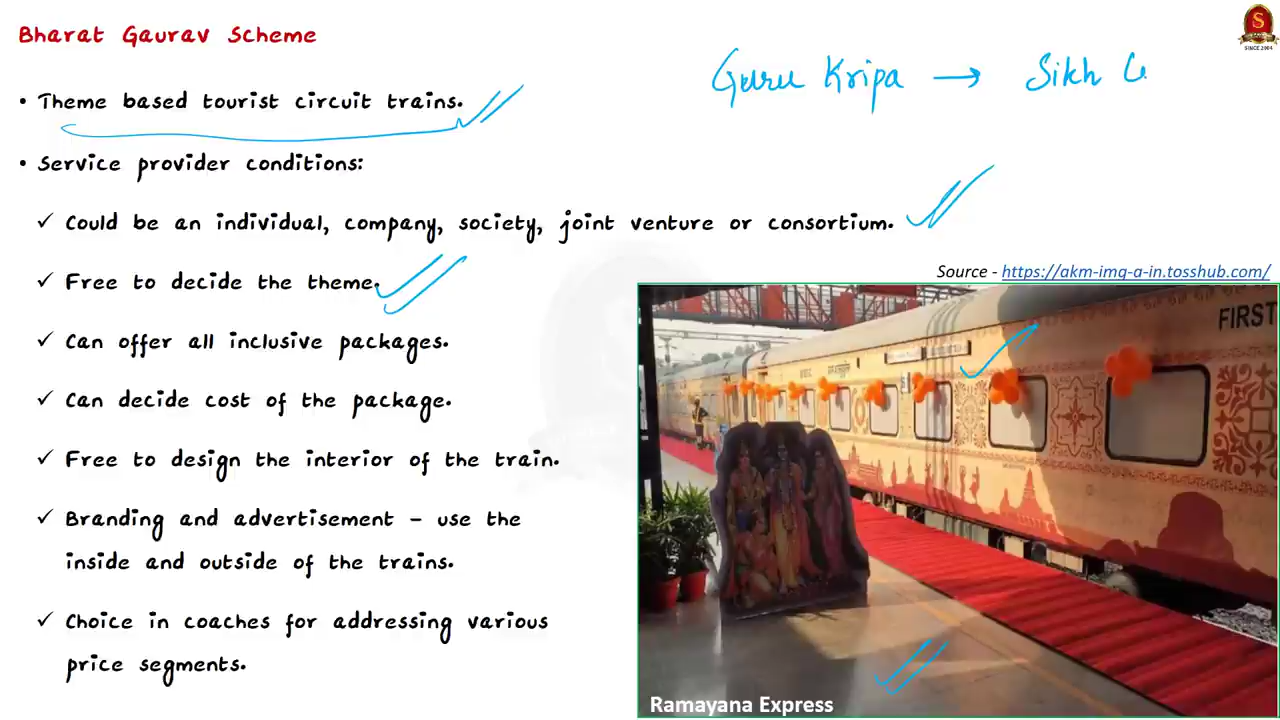 Bharat Gaurav Scheme
S
SINCE 2004
Guru Kripa → Sikh G
• Theme based tourist circuit trains.
• Service provider conditions:
✓ Could be an individual, company, society, joint venture or consortium.
✓ Free to decide the theme.
Source - https://akm-img-a-in.tosshub.com/
✓ Can offer all inclusive packages.
✓ Can decide cost of the package.
✓ Free to design the interior of the train.
✓ Branding and advertisement – use the
inside and outside of the trains.
✓ Choice in coaches for addressing various
price segments.
FIRST
Ramayana Express